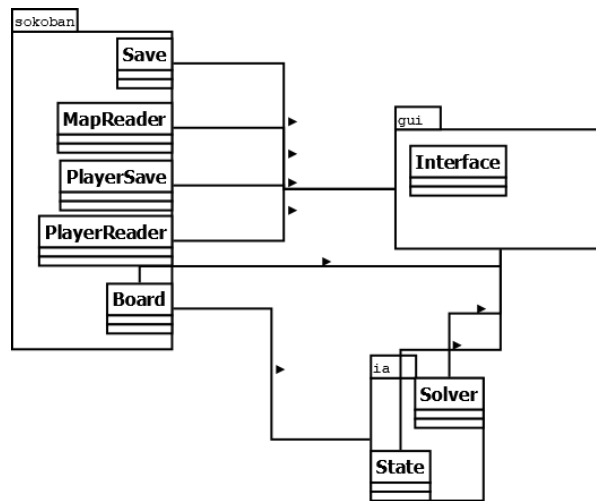 sokoban
Save
MapReader
PlayerSave
PlayerReader
Board
gui
Interface
ia
Solver
State